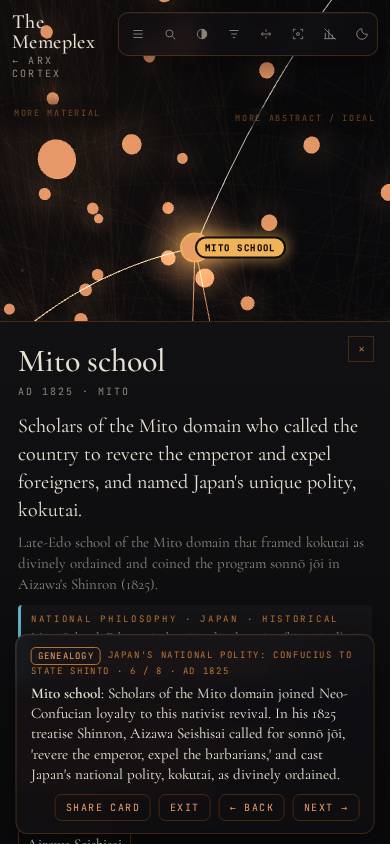 The
Memeplex
← ARX
CORTEX
MORE MATERIAL
MORE ABSTRACT / IDEAL
MITO SCHOOL
Mito school
×
AD 1825 · MITO
Scholars of the Mito domain who called the
country to revere the emperor and expel
foreigners, and named Japan's unique polity,
kokutai.
Late-Edo school of the Mito domain that framed kokutai as
divinely ordained and coined the program sonnō jōi in
Aizawa's Shinron (1825).
NATIONAL PHILOSOPHY · JAPAN · HISTORICAL
GENEALOGY JAPAN'S NATIONAL POLITY: CONFUCIUS TO
STATE SHINTO · 6 / 8 · AD 1825
Mito school: Scholars of the Mito domain joined Neo-
Confucian loyalty to this nativist revival. In his 1825
treatise Shinron, Aizawa Seishisai called for sonnō jōi,
'revere the emperor, expel the barbarians,' and cast
Japan's national polity, kokutai, as divinely ordained.
SHARE CARD EXIT ← BACK NEXT →
Aizawa Seishisai